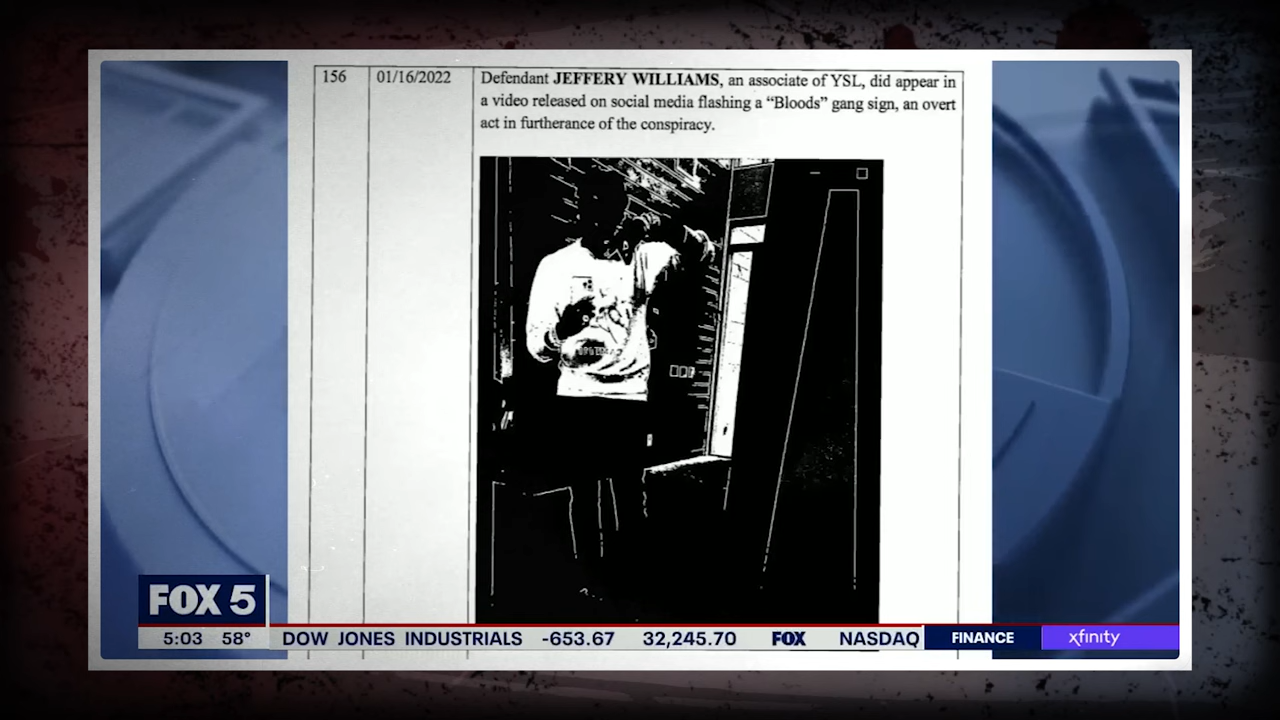 156
01/16/2022
Defendant JEFFERY WILLIAMS, an associate of YSL, did appear in
a video released on social media flashing a “Bloods” gang sign, an overt
act in furtherance of the conspiracy.
FOX 5
5:03 58° DOW JONES INDUSTRIALS -653.67 32,245.70 FOX NASDAQ FINANCE xfinity